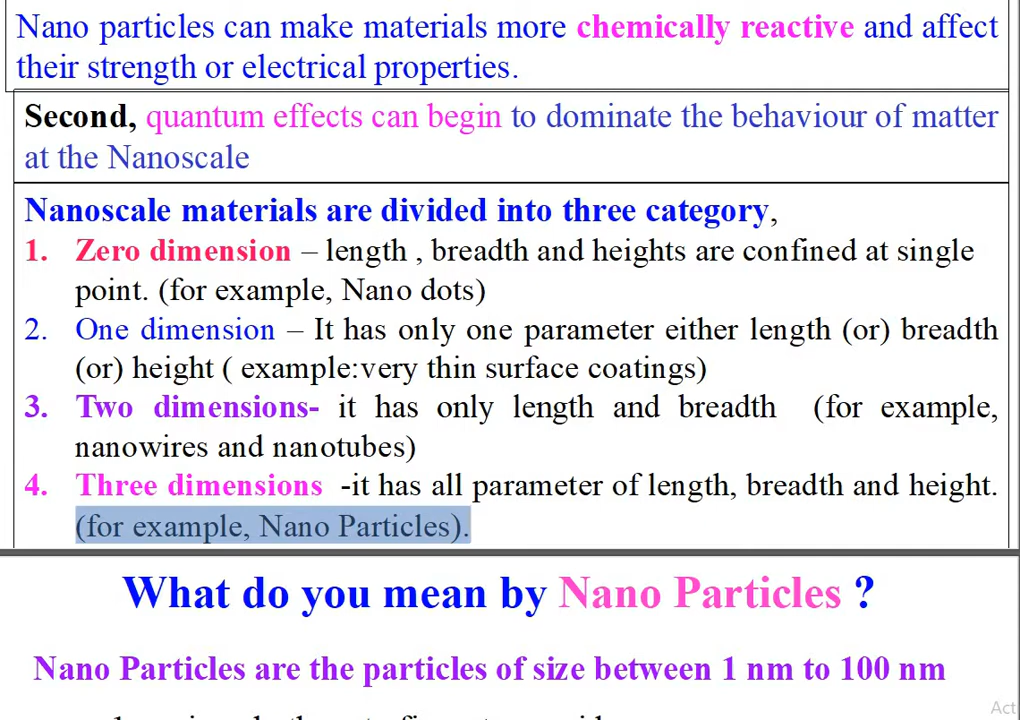 Nano particles can make materials more chemically reactive and affect
their strength or electrical properties.
Second, quantum effects can begin to dominate the behaviour of matter
at the Nanoscale
Nanoscale materials are divided into three category,
1. Zero dimension – length , breadth and heights are confined at single
point. (for example, Nano dots)
2. One dimension – It has only one parameter either length (or) breadth
(or) height ( example:very thin surface coatings)
3. Two dimensions- it has only length and breadth (for example,
nanowires and nanotubes)
4. Three dimensions -it has all parameter of length, breadth and height.
(for example, Nano Particles).
What do you mean by Nano Particles ?
Nano Particles are the particles of size between 1 nm to 100 nm
Act